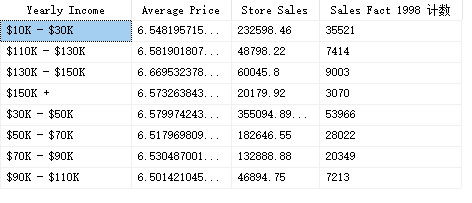 Yearly Income Average Price Store Sales Sales Fact 1998 计数
$10K - $30K 6.548195715... 232598.46 35521
$110K - $130K 6.581901807... 48798.22 7414
$130K - $150K 6.669532378... 60045.8 9003
$150K + 6.573263843... 20179.92 3070
$30K - $50K 6.579974243... 355094.89... 53966
$50K - $70K 6.517969809... 182646.55 28022
$70K - $90K 6.530487001... 132888.88 20349
$90K - $110K 6.501421045... 46894.75 7213